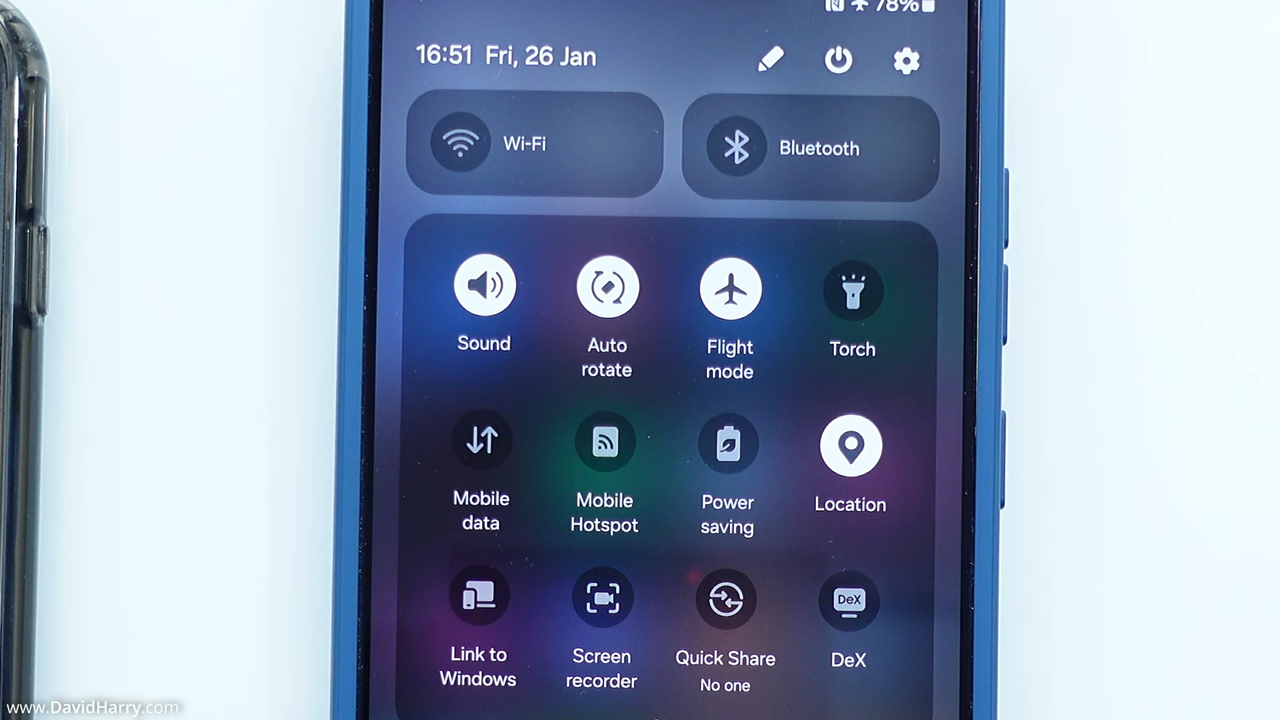 78%
16:51 Fri, 26 Jan
Wi-Fi
Bluetooth
Sound
Auto
rotate
Flight
mode
Torch
Mobile
data
Mobile
Hotspot
Power
saving
Location
Link to
Windows
Screen
recorder
Quick Share
No one
DeX
DeX
www.DavidHarry.com